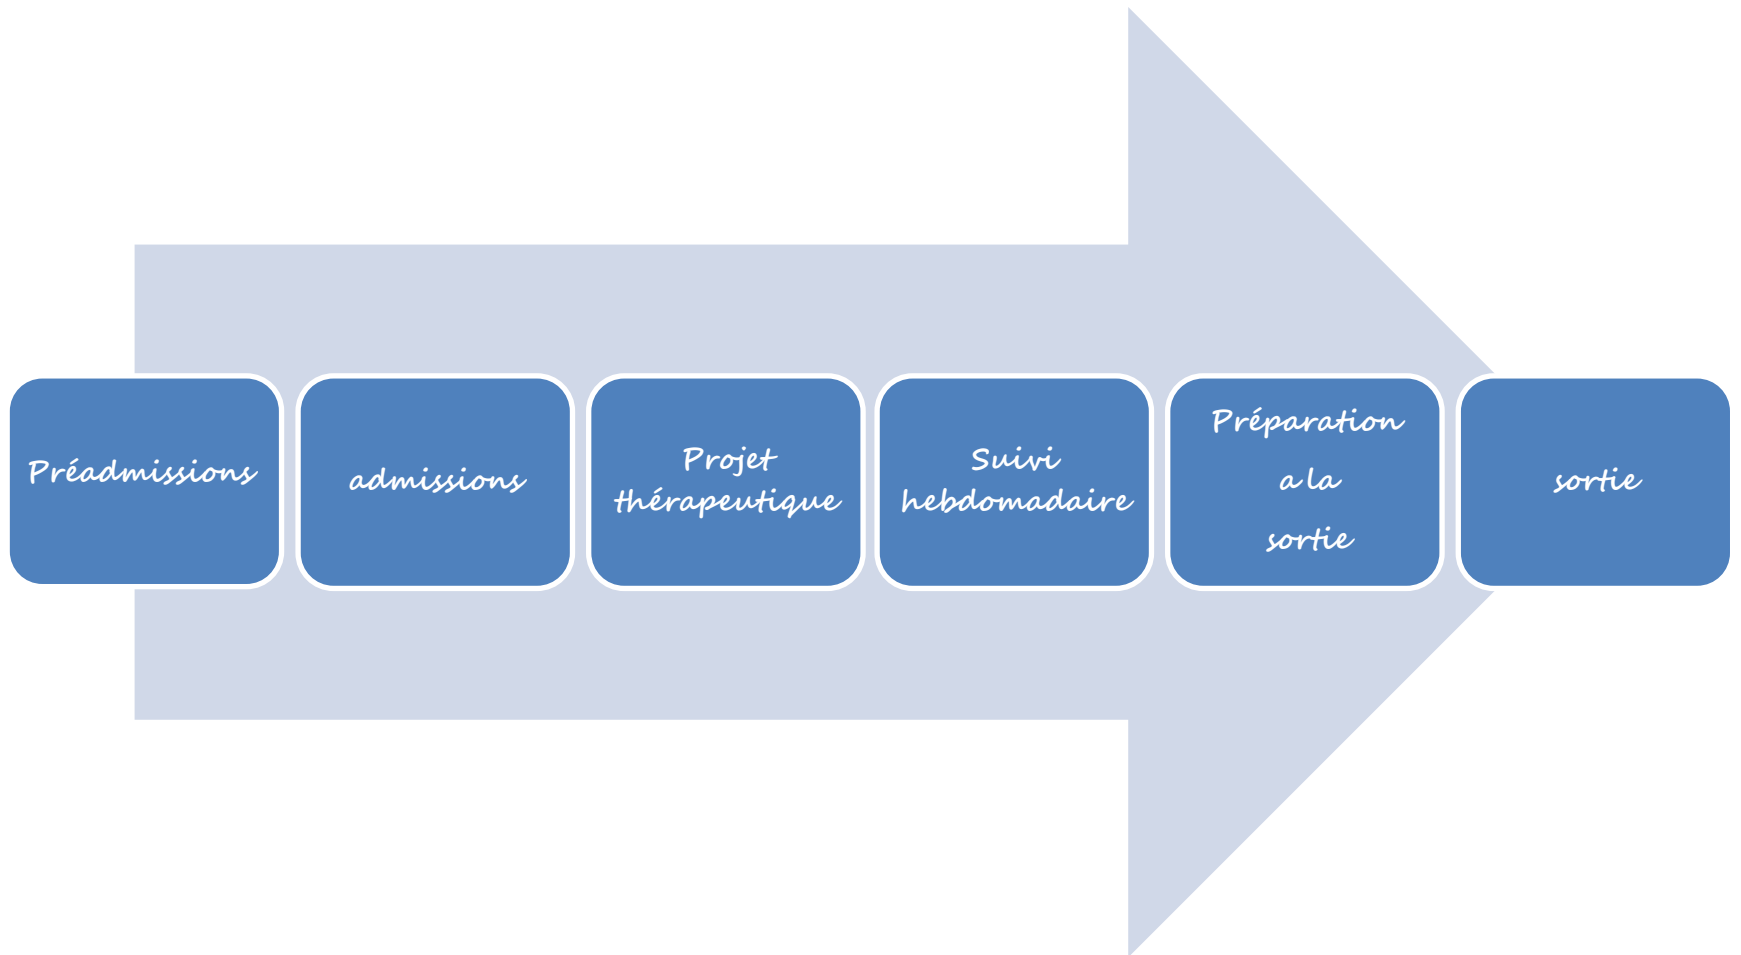 Préadmissions
admissions
Projet
thérapeutique
Suivi
hebdomadaire
Préparation
a la
sortie
sortie